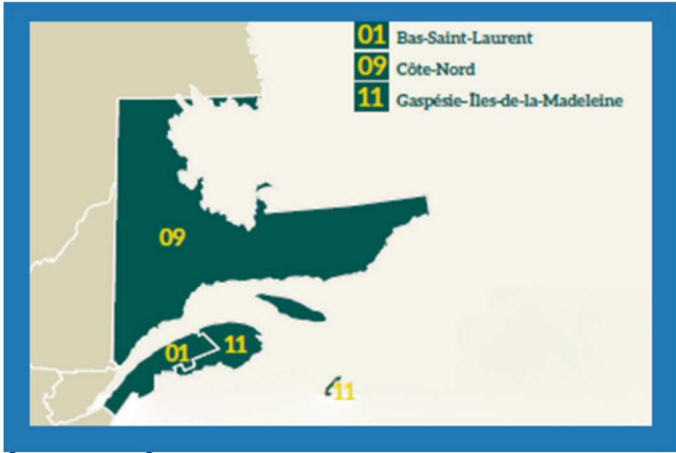 01 Bas-Saint-Laurent
09 Côte-Nord
11 Gaspésie-Îles-de-la-Madeleine
09
01
11
11